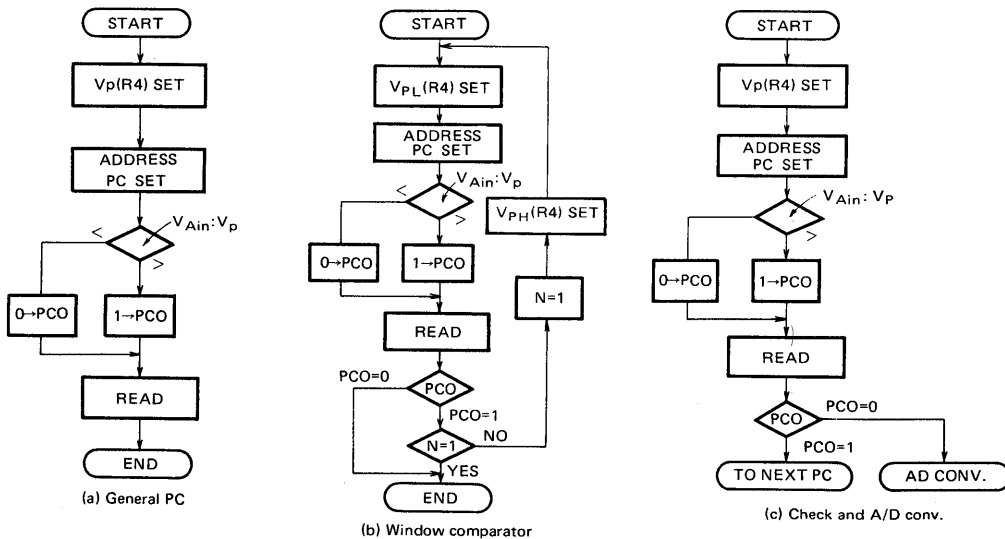 START
Vp(R4) SET
ADDRESS
PC SET
VAin:Vp
<
>
0→PCO
1→PCO
READ
END
(a) General PC
START
VPL(R4) SET
ADDRESS
PC SET
VAin:Vp
<
>
0→PCO
1→PCO
VPH(R4) SET
N=1
READ
PCO=0
PCO
PCO=1
N=1
NO
YES
END
(b) Window comparator
START
Vp(R4) SET
ADDRESS
PC SET
VAin: VP
<
>
0→PCO
1→PCO
READ
PCO
PCO=0
PCO=1
TO NEXT PC
AD CONV.
(c) Check and A/D conv.